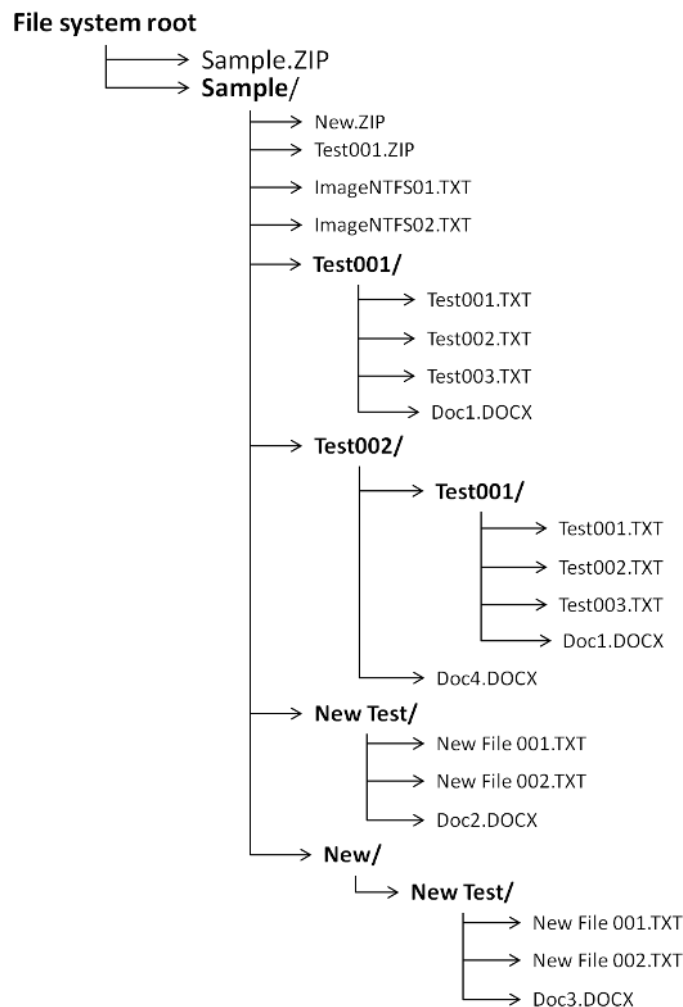 File system root
Sample.ZIP
Sample/
New.ZIP
Test001.ZIP
ImageNTFS01.TXT
ImageNTFS02.TXT
Test001/
Test001.TXT
Test002.TXT
Test003.TXT
Doc1.DOCX
Test002/
Test001/
Test001.TXT
Test002.TXT
Test003.TXT
Doc1.DOCX
Doc4.DOCX
New Test/
New File 001.TXT
New File 002.TXT
Doc2.DOCX
New/
New Test/
New File 001.TXT
New File 002.TXT
Doc3.DOCX